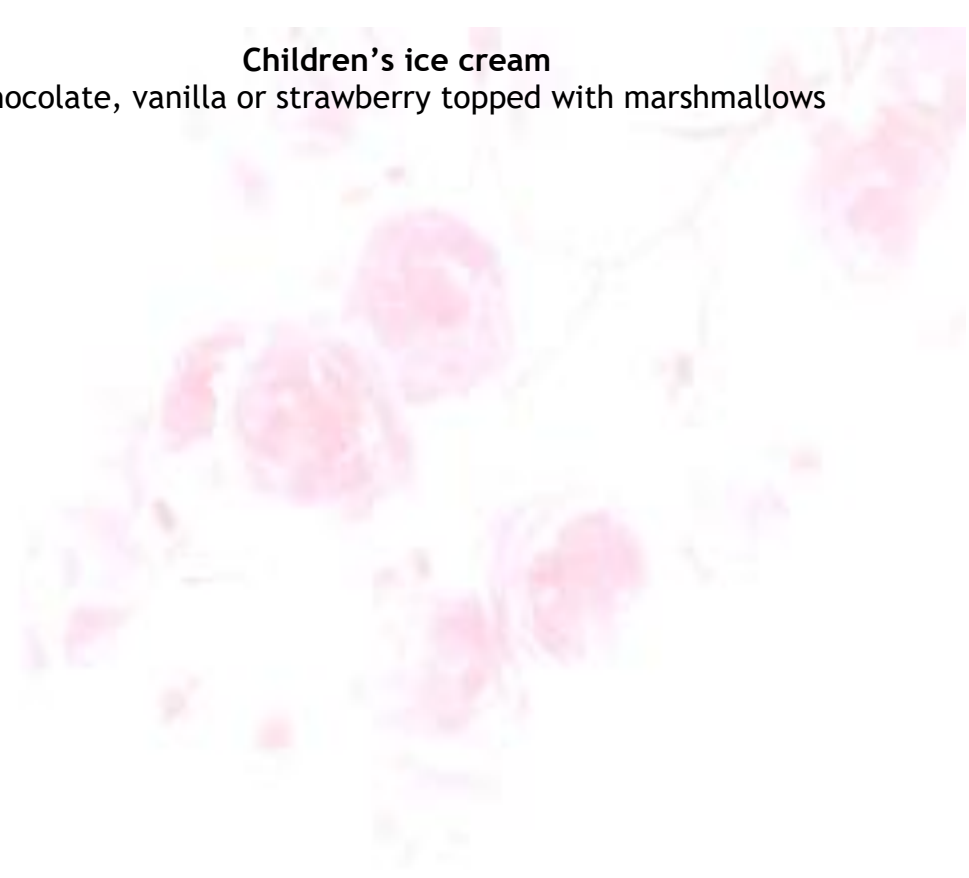 Children’s ice cream
hocolate, vanilla or strawberry topped with marshmallows